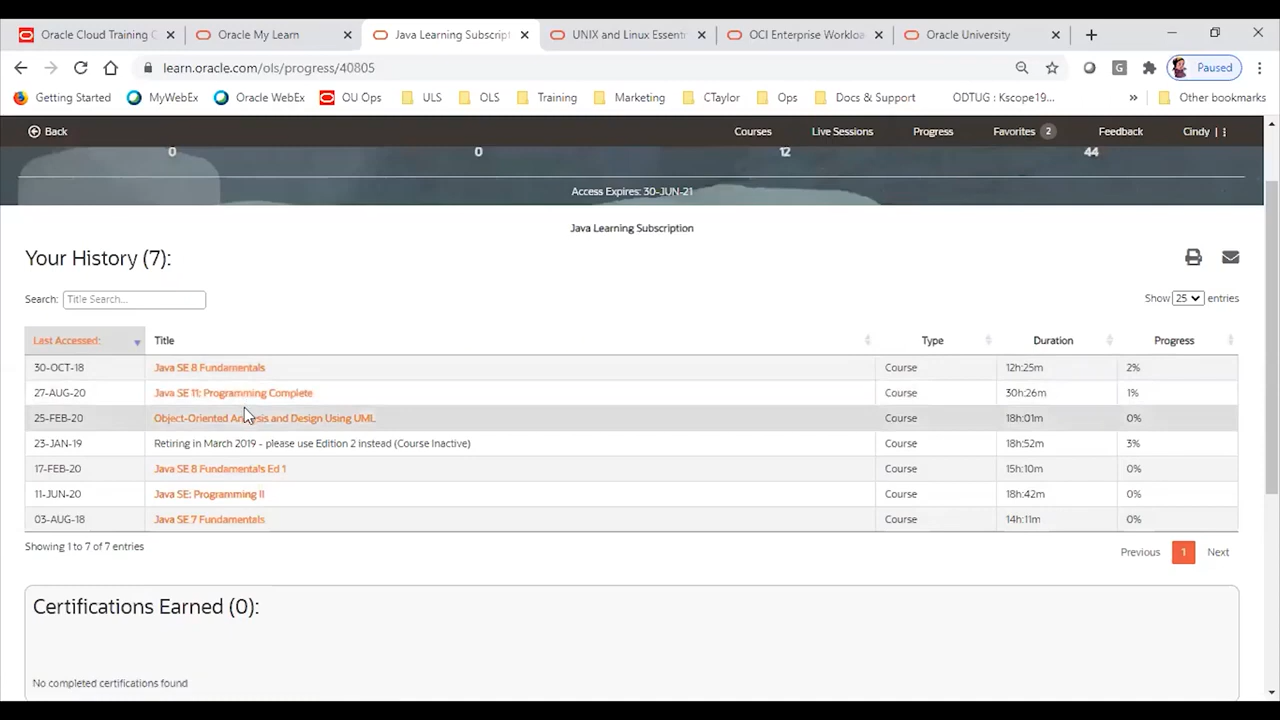 Oracle Cloud Training C
Oracle My Learn
Java Learning Subscript
UNIX and Linux Essent
OCI Enterprise Workloa
Oracle University
learn.oracle.com/ols/progress/40805
G
Paused
Getting Started
MyWebEx
Oracle WebEx
OU Ops
ULS
OLS
Training
Marketing
CTaylor
Ops
Docs & Support
ODTUG : Kscope19...
»
Other bookmarks
Back
Courses
Live Sessions
Progress
Favorites 2
Feedback
Cindy
0 0 12 44
Access Expires: 30-JUN-21
Java Learning Subscription
Your History (7):
Search: Title Search...
Show 25 entries
Last Accessed: Title Type Duration Progress
30-OCT-18 Java SE 8 Fundamentals Course 12h:25m 2%
27-AUG-20 Java SE 11: Programming Complete Course 30h:26m 1%
25-FEB-20 Object-Oriented Analysis and Design Using UML Course 18h:01m 0%
23-JAN-19 Retiring in March 2019 - please use Edition 2 instead (Course Inactive) Course 18h:52m 3%
17-FEB-20 Java SE 8 Fundamentals Ed 1 Course 15h:10m 0%
11-JUN-20 Java SE: Programming II Course 18h:42m 0%
03-AUG-18 Java SE 7 Fundamentals Course 14h:11m 0%
Showing 1 to 7 of 7 entries
Previous 1 Next
Certifications Earned (0):
No completed certifications found